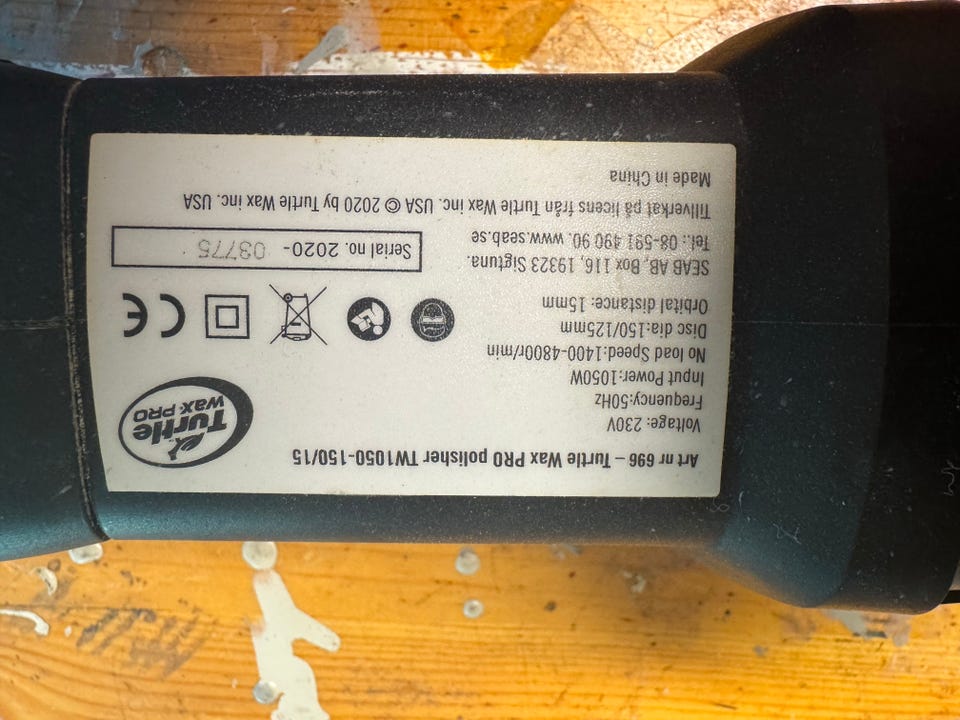 Art nr 696 – Turtle Wax PRO polisher TW1050-150/15
Voltage: 230V
Frequency:50Hz
Input Power:1050W
No load Speed:1400-4800r/min
Disc dia:150/125mm
Orbital distance: 15mm
Turtle
Wax PRO
CE
SEAB AB, Box 116, 19323 Sigtuna.
Tel.: 08-591 490 90. www.seab.se
Serial no. 2020- 03775
Tillverkat på licens från Turtle Wax inc. USA © 2020 by Turtle Wax inc. USA
Made in China